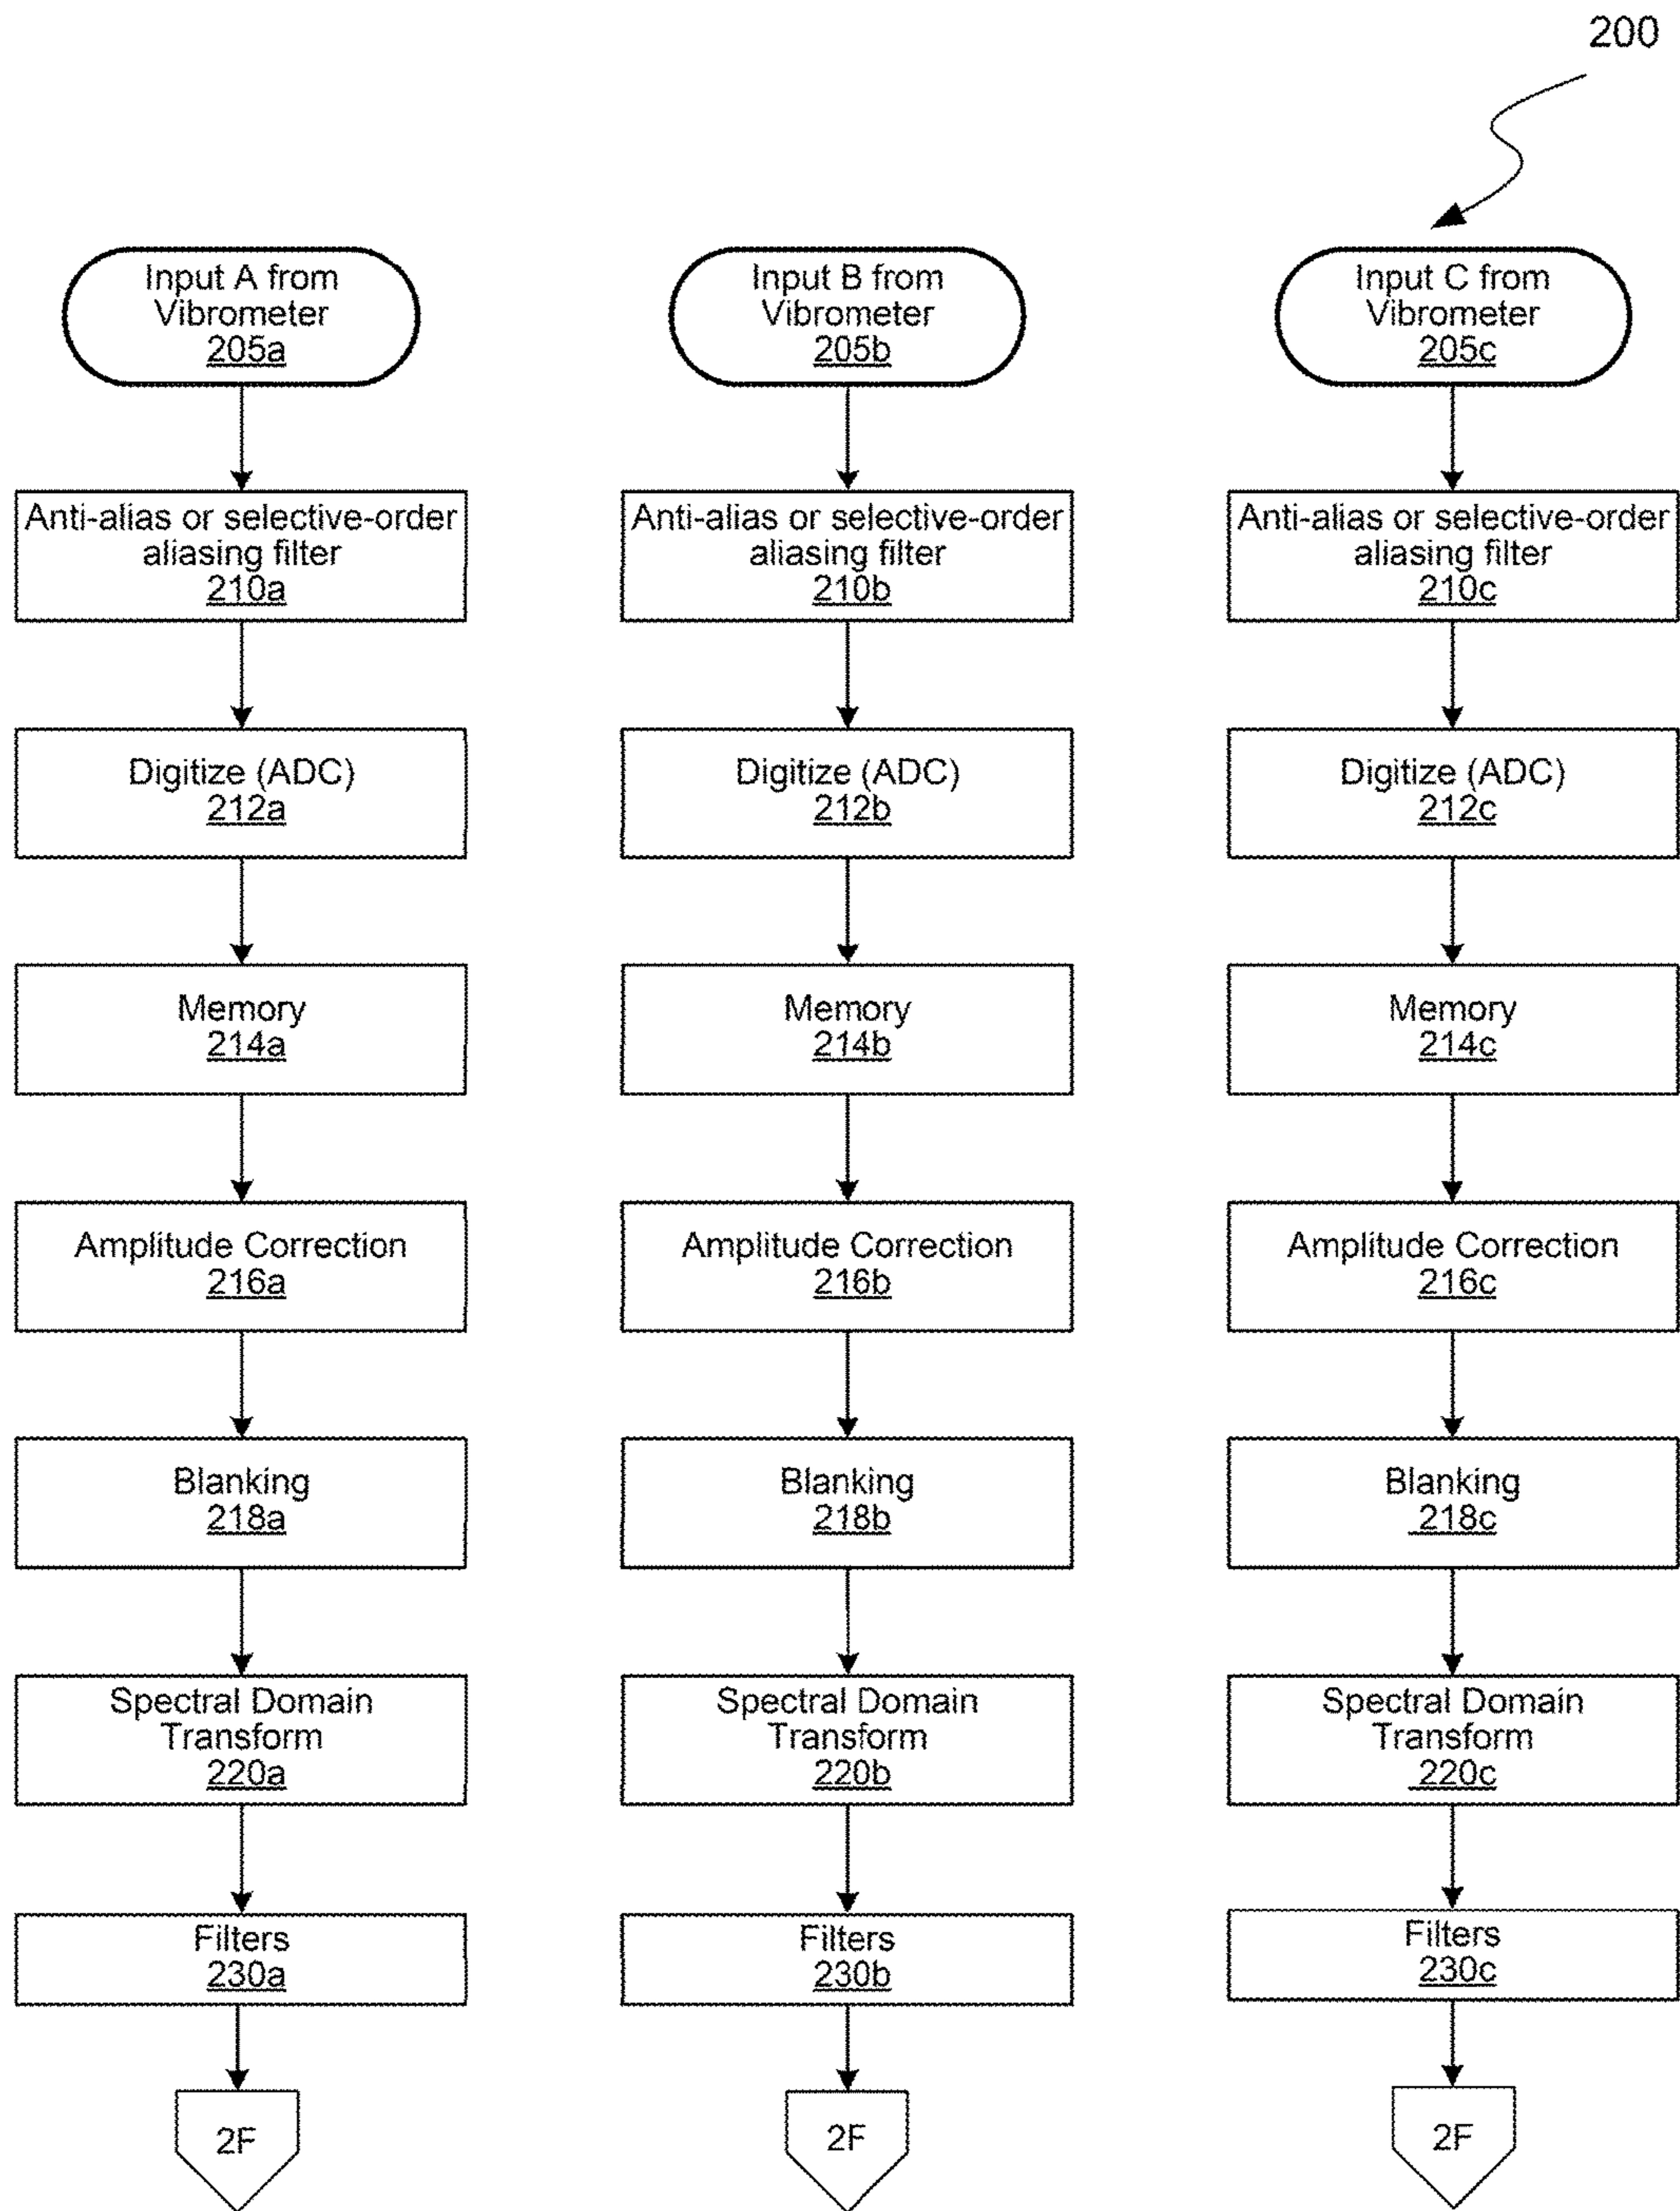 200
Input A from
Vibrometer
205a
Input B from
Vibrometer
205b
Input C from
Vibrometer
205c
Anti-alias or selective-order
aliasing filter
210a
Anti-alias or selective-order
aliasing filter
210b
Anti-alias or selective-order
aliasing filter
210c
Digitize (ADC)
212a
Digitize (ADC)
212b
Digitize (ADC)
212c
Memory
214a
Memory
214b
Memory
214c
Amplitude Correction
216a
Amplitude Correction
216b
Amplitude Correction
216c
Blanking
218a
Blanking
218b
Blanking
218c
Spectral Domain
Transform
220a
Spectral Domain
Transform
220b
Spectral Domain
Transform
220c
Filters
230a
Filters
230b
Filters
230c
2F
2F
2F